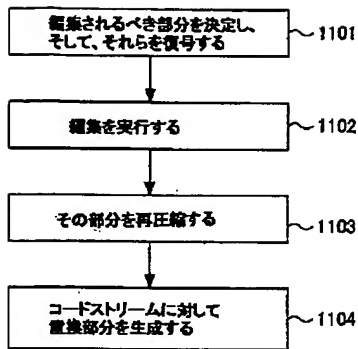 編集されるべき部分を決定し、
そして、それらを復号する
1101
編集を実行する
1102
その部分を再圧縮する
1103
コードストリームに対して
置換部分を生成する
1104